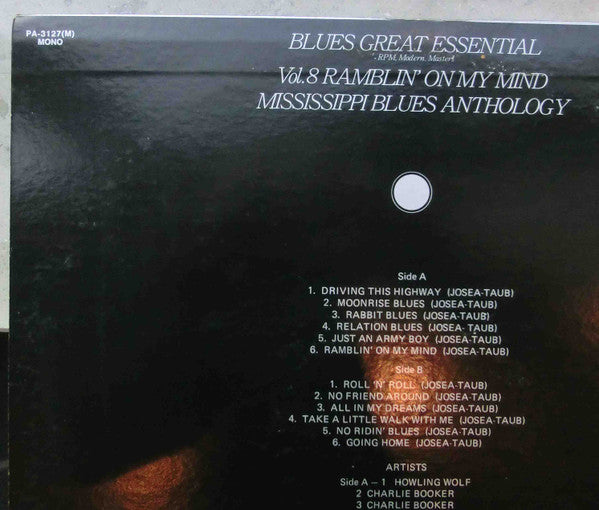 PA-3127(M)
MONO
BLUES GREAT ESSENTIAL
- RPM, Modern, Masters
Vol. 8 RAMBLIN' ON MY MIND
MISSISSIPPI BLUES ANTHOLOGY
Side A
1. DRIVING THIS HIGHWAY (JOSEA-TAUB)
2. MOONRISE BLUES (JOSEA-TAUB)
3. RABBIT BLUES (JOSEA-TAUB)
4. RELATION BLUES (JOSEA-TAUB)
5. JUST AN ARMY BOY (JOSEA-TAUB)
6. RAMBLIN' ON MY MIND (JOSEA-TAUB)
Side B
1. ROLL 'N' ROLL (JOSEA-TAUB)
2. NO FRIEND AROUND (JOSEA-TAUB)
3. ALL IN MY DREAMS (JOSEA-TAUB)
4. TAKE A LITTLE WALK WITH ME (JOSEA-TAUB)
5. NO RIDIN' BLUES (JOSEA-TAUB)
6. GOING HOME (JOSEA-TAUB)
ARTISTS
Side A – 1 HOWLING WOLF
2 CHARLIE BOOKER
3 CHARLIE BOOKER